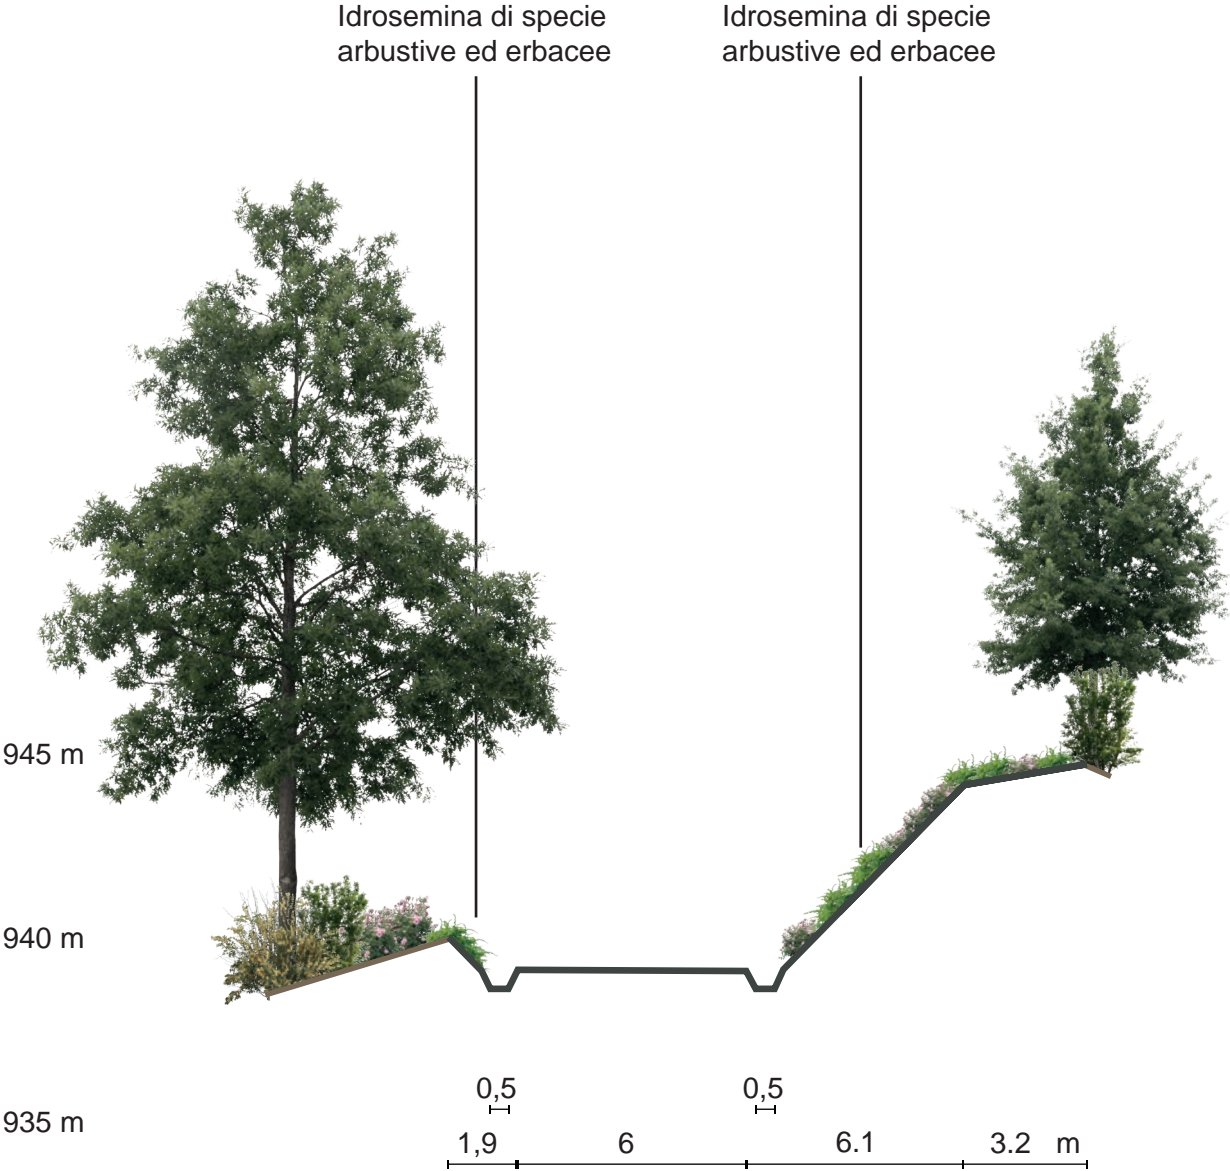 Idrosemina di specie
arbustive ed erbacee
Idrosemina di specie
arbustive ed erbacee
945 m
940 m
935 m
0,5
0,5
1,9
6
6.1
3.2 m